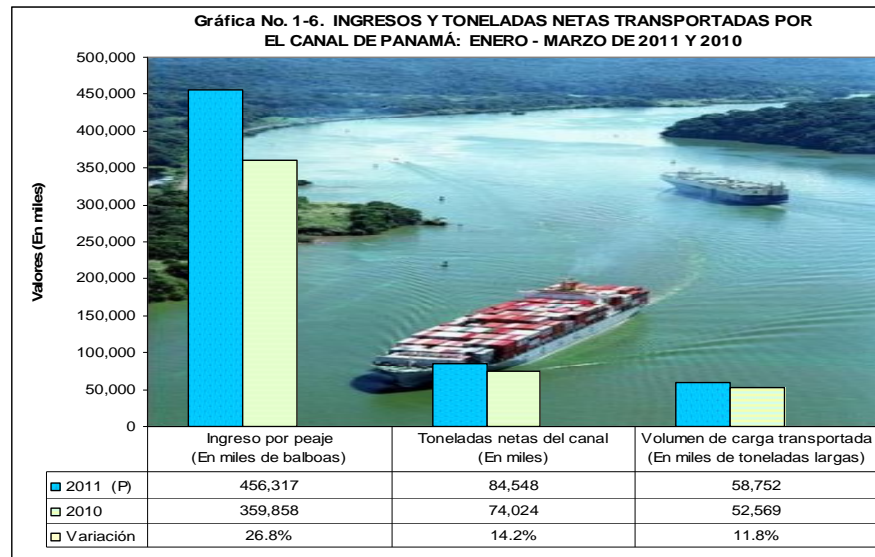 Gráfica No. 1-6. INGRESOS Y TONELADAS NETAS TRANSPORTADAS POR
EL CANAL DE PANAMÁ: ENERO - MARZO DE 2011 Y 2010
Valores (En miles)
500,000
450,000
400,000
350,000
300,000
250,000
200,000
150,000
100,000
50,000
0
Ingreso por peaje Toneladas netas del canal Volumen de carga transportada
(En miles de balboas) (En miles) (En miles de toneladas largas)
2011 (P) 456,317 84,548 58,752
2010 359,858 74,024 52,569
Variación 26.8% 14.2% 11.8%